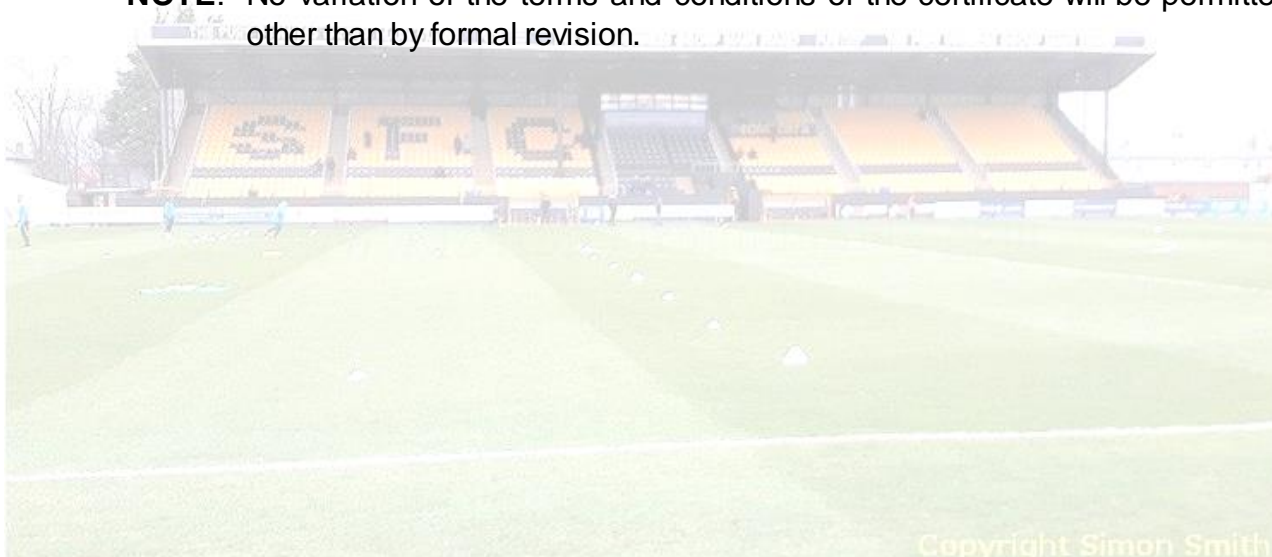 NOTE: No variation of the terms and conditions of the certificate will be permitte
other than by formal revision.
S F C
Copyright Simon Smith